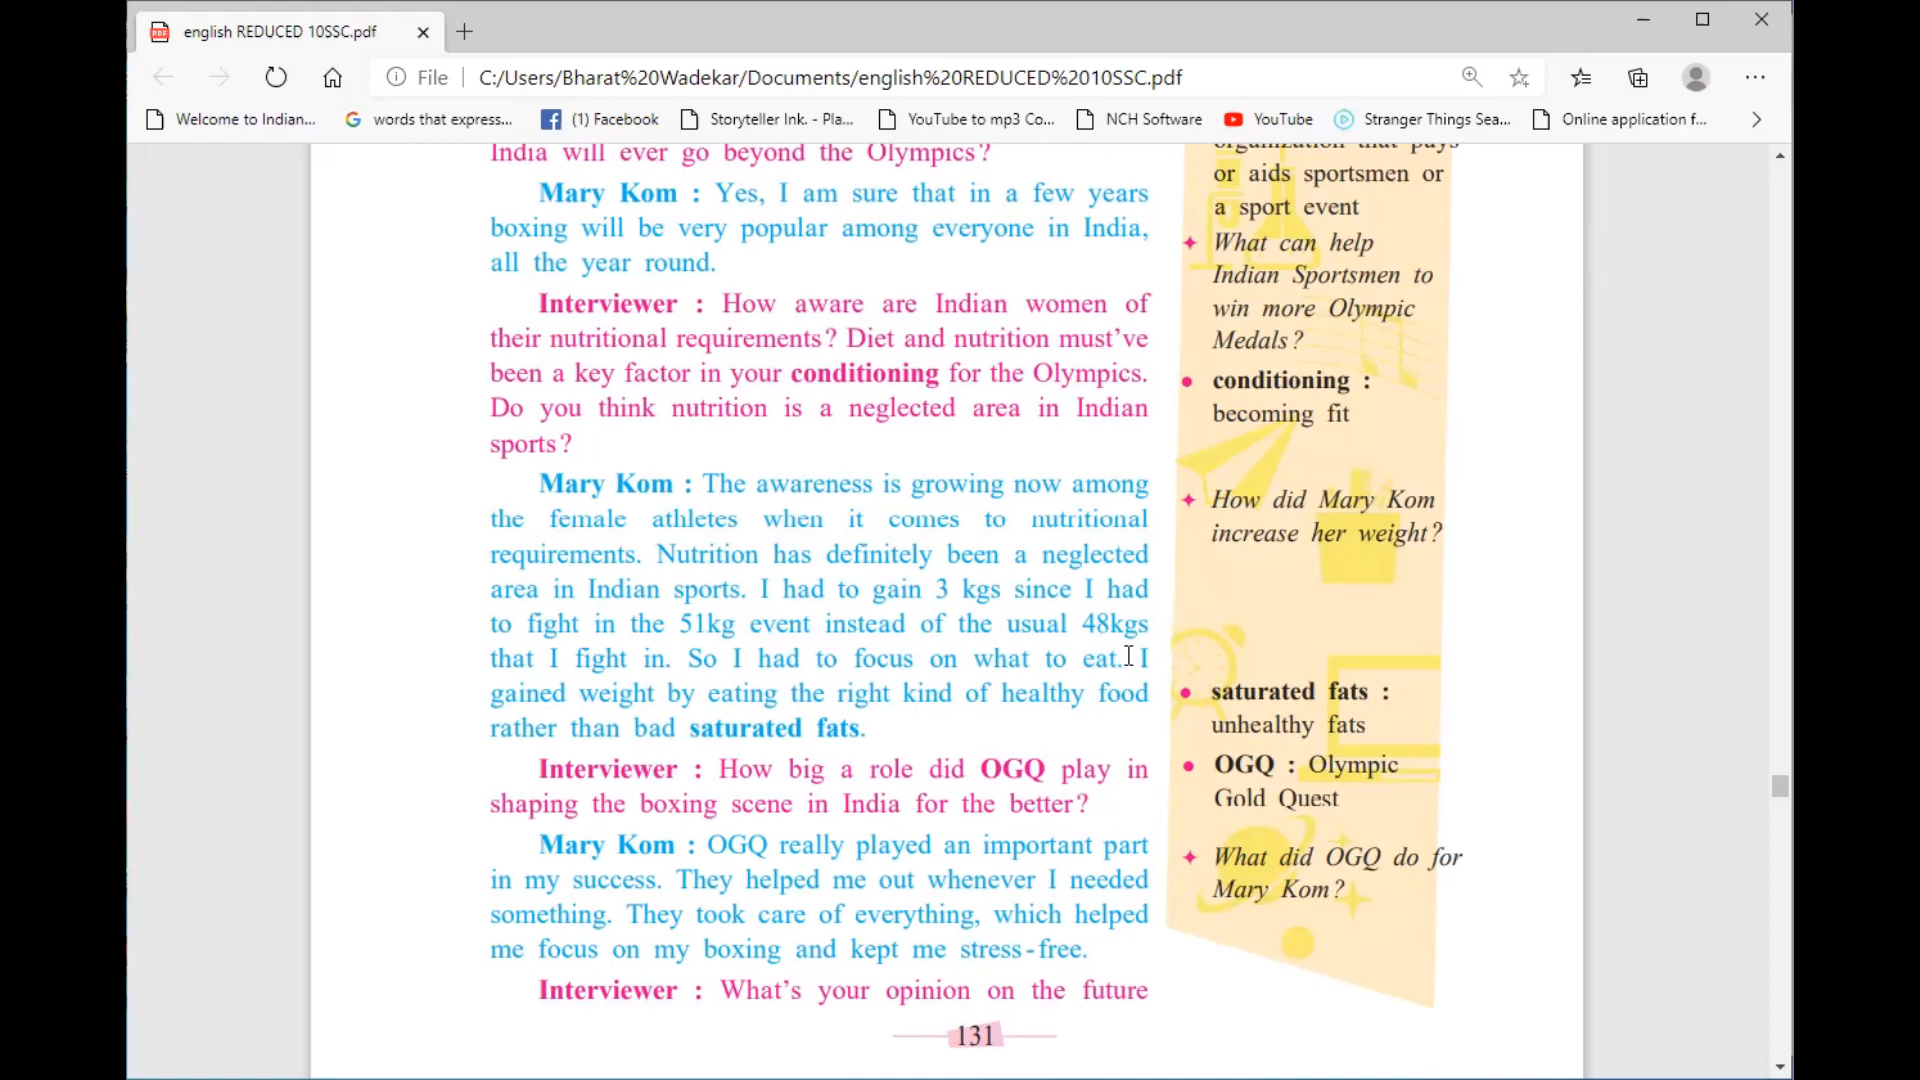 english REDUCED 10SSC.pdf
File
C:/Users/Bharat%20Wadekar/Documents/english%20REDUCED%2010SSC.pdf
Welcome to Indian...
words that express...
(1) Facebook
Storyteller Ink. - Pla...
YouTube to mp3 Co...
NCH Software
YouTube
Stranger Things Sea...
Online application f...
India will ever go beyond the Olympics?
Mary Kom : Yes, I am sure that in a few years
boxing will be very popular among everyone in India,
all the year round.
Interviewer : How aware are Indian women of
their nutritional requirements? Diet and nutrition must've
been a key factor in your conditioning for the Olympics.
Do you think nutrition is a neglected area in Indian
sports?
Mary Kom : The awareness is growing now among
the female athletes when it comes to nutritional
requirements. Nutrition has definitely been a neglected
area in Indian sports. I had to gain 3 kgs since I had
to fight in the 51kg event instead of the usual 48kgs
that I fight in. So I had to focus on what to eat. I
gained weight by eating the right kind of healthy food
rather than bad saturated fats.
Interviewer : How big a role did OGQ play in
shaping the boxing scene in India for the better?
Mary Kom : OGQ really played an important part
in my success. They helped me out whenever I needed
something. They took care of everything, which helped
me focus on my boxing and kept me stress-free.
Interviewer : What's your opinion on the future
131
organization that pays
or aids sportsmen or
a sport event
What can help
Indian Sportsmen to
win more Olympic
Medals?
conditioning :
becoming fit
How did Mary Kom
increase her weight?
saturated fats :
unhealthy fats
OGQ : Olympic
Gold Quest
What did OGQ do for
Mary Kom?